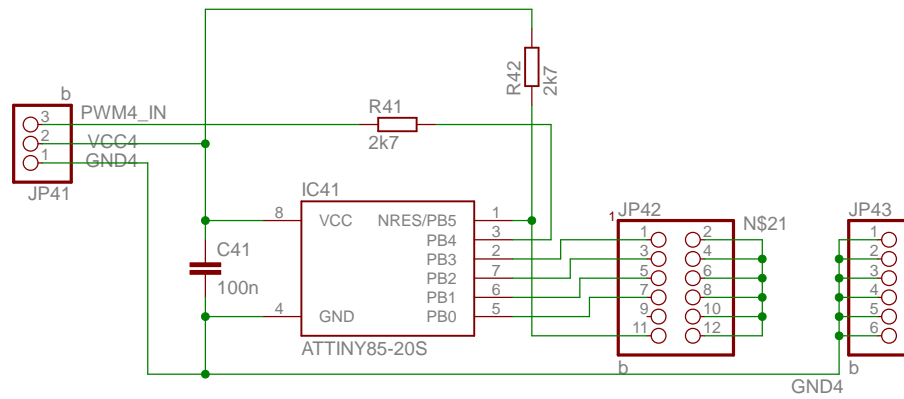 b
PWM4_IN
3
2
VCC4
1
GND4
JP41
R41
2k7
R42
2k7
C41
100n
IC41
8
VCC
NRES/PB5
1
PB4
3
PB3
2
PB2
7
PB1
6
4
GND
PB0
5
ATTINY85-20S
1
JP42
N$21
1
2
3
4
5
6
7
8
9
10
11
12
b
JP43
1
2
3
4
5
6
GND4
b